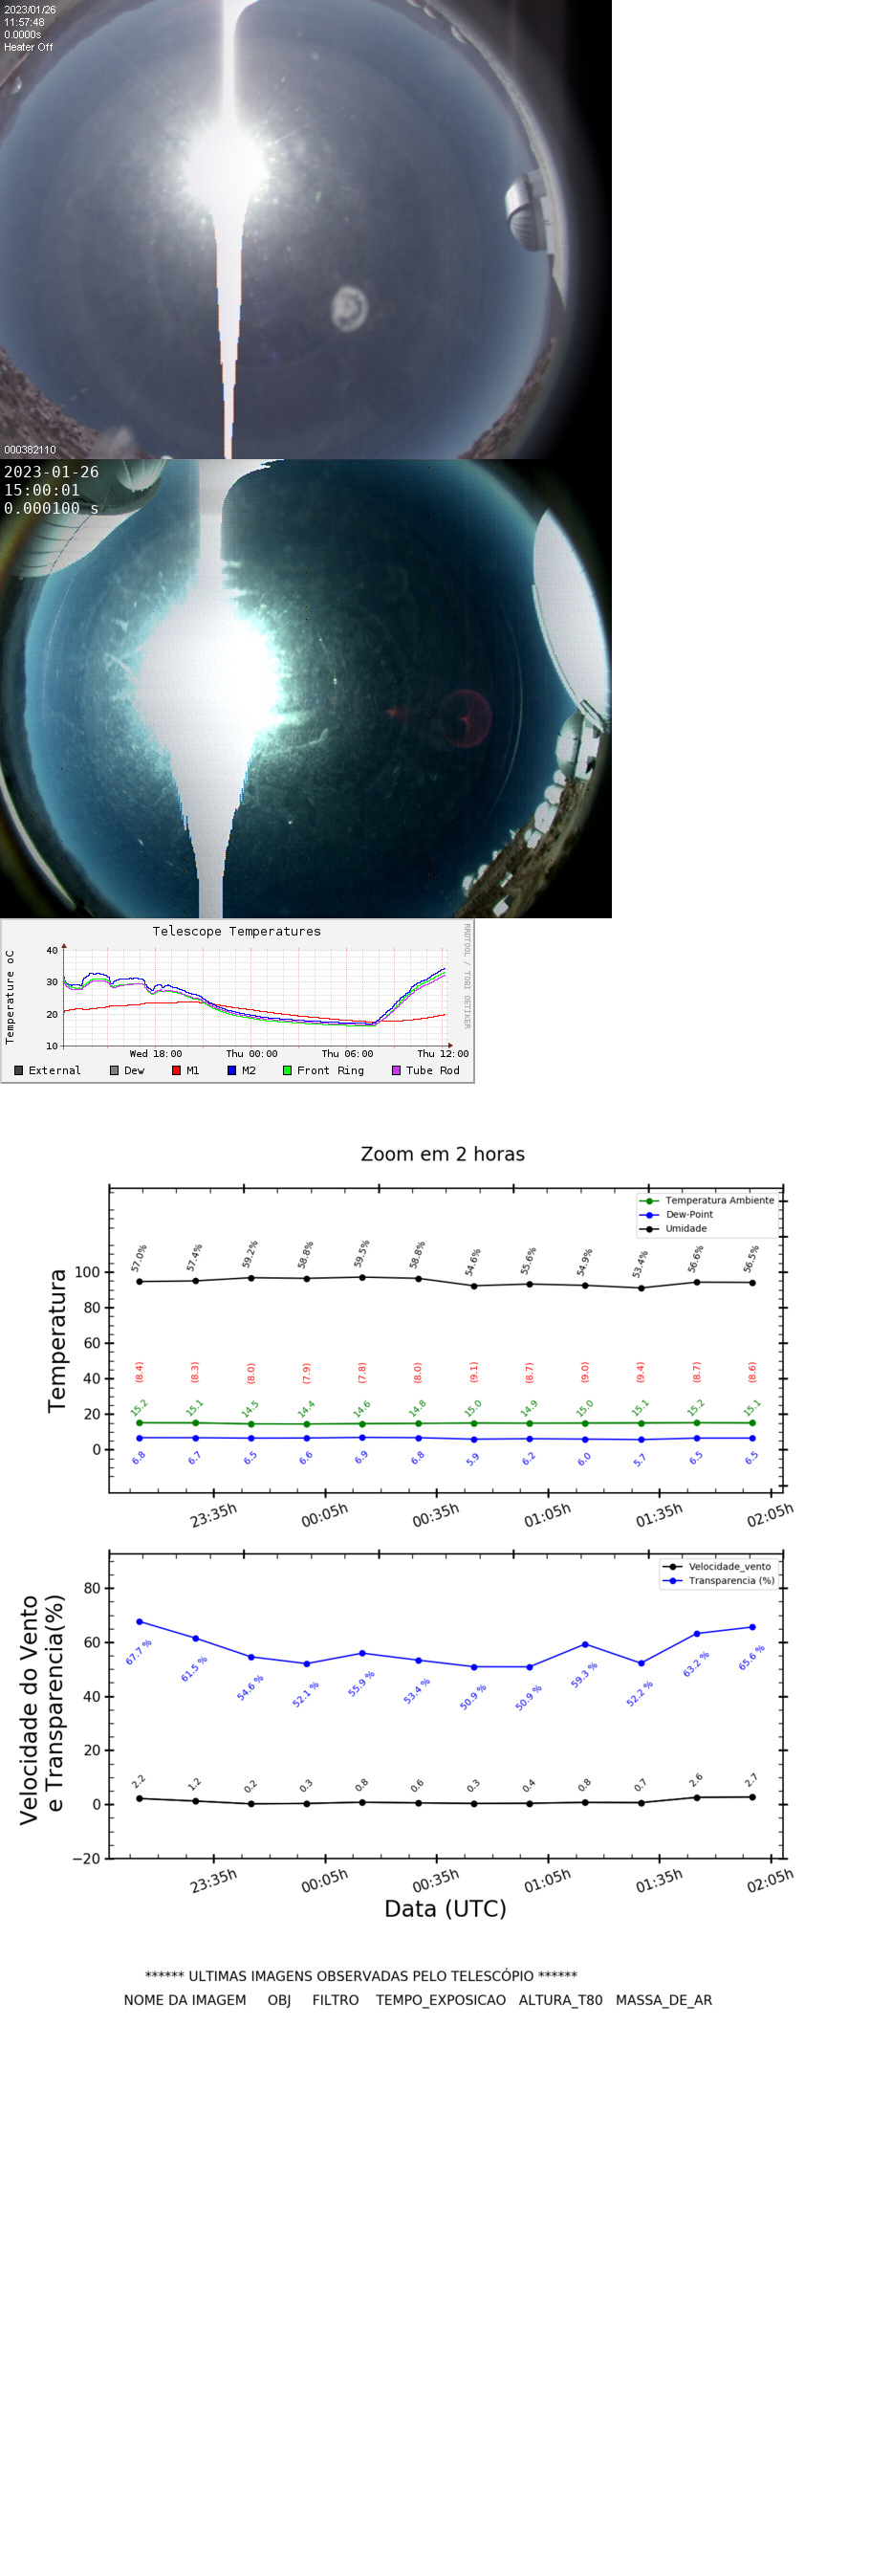 2023/01/26
11:57:48
0.0000s
Heater Off
000382110
2023-01-26
15:00:01
0.000100 s
Telescope Temperatures
RRDTOOL / TOBI OETIKER
Temperature oC
40
30
20
10
Wed 18:00 Thu 00:00 Thu 06:00 Thu 12:00
External Dew M1 M2 Front Ring Tube Rod
Zoom em 2 horas
Temperatura Ambiente
Dew-Point
Umidade
57.0% 57.4% 59.2% 58.8% 59.5% 58.8% 54.6% 55.6% 54.9% 53.4% 56.6% 56.5%
Temperatura
100
80
60
40
20
0
(8.4) (8.3) (8.0) (7.9) (7.8) (8.0) (9.1) (8.7) (9.0) (9.4) (8.7) (8.6)
15.2 15.1 14.5 14.4 14.6 14.8 15.0 14.9 15.0 15.1 15.2 15.1
6.8 6.7 6.5 6.6 6.9 6.8 5.9 6.2 6.0 5.7 6.5 6.5
23:35h 00:05h 00:35h 01:05h 01:35h 02:05h
Velocidade_vento
Transparencia (%)
Velocidade do Vento
e Transparencia(%)
80
60
40
20
0
−20
67.7 % 61.5 % 54.6 % 52.1 % 55.9 % 53.4 % 50.9 % 50.9 % 59.3 % 52.2 % 63.2 % 65.6 %
2.2 1.2 0.2 0.3 0.8 0.6 0.3 0.4 0.8 0.7 2.6 2.7
23:35h 00:05h 00:35h 01:05h 01:35h 02:05h
Data (UTC)
****** ULTIMAS IMAGENS OBSERVADAS PELO TELESCÓPIO ******
NOME DA IMAGEM OBJ FILTRO TEMPO_EXPOSICAO ALTURA_T80 MASSA_DE_AR